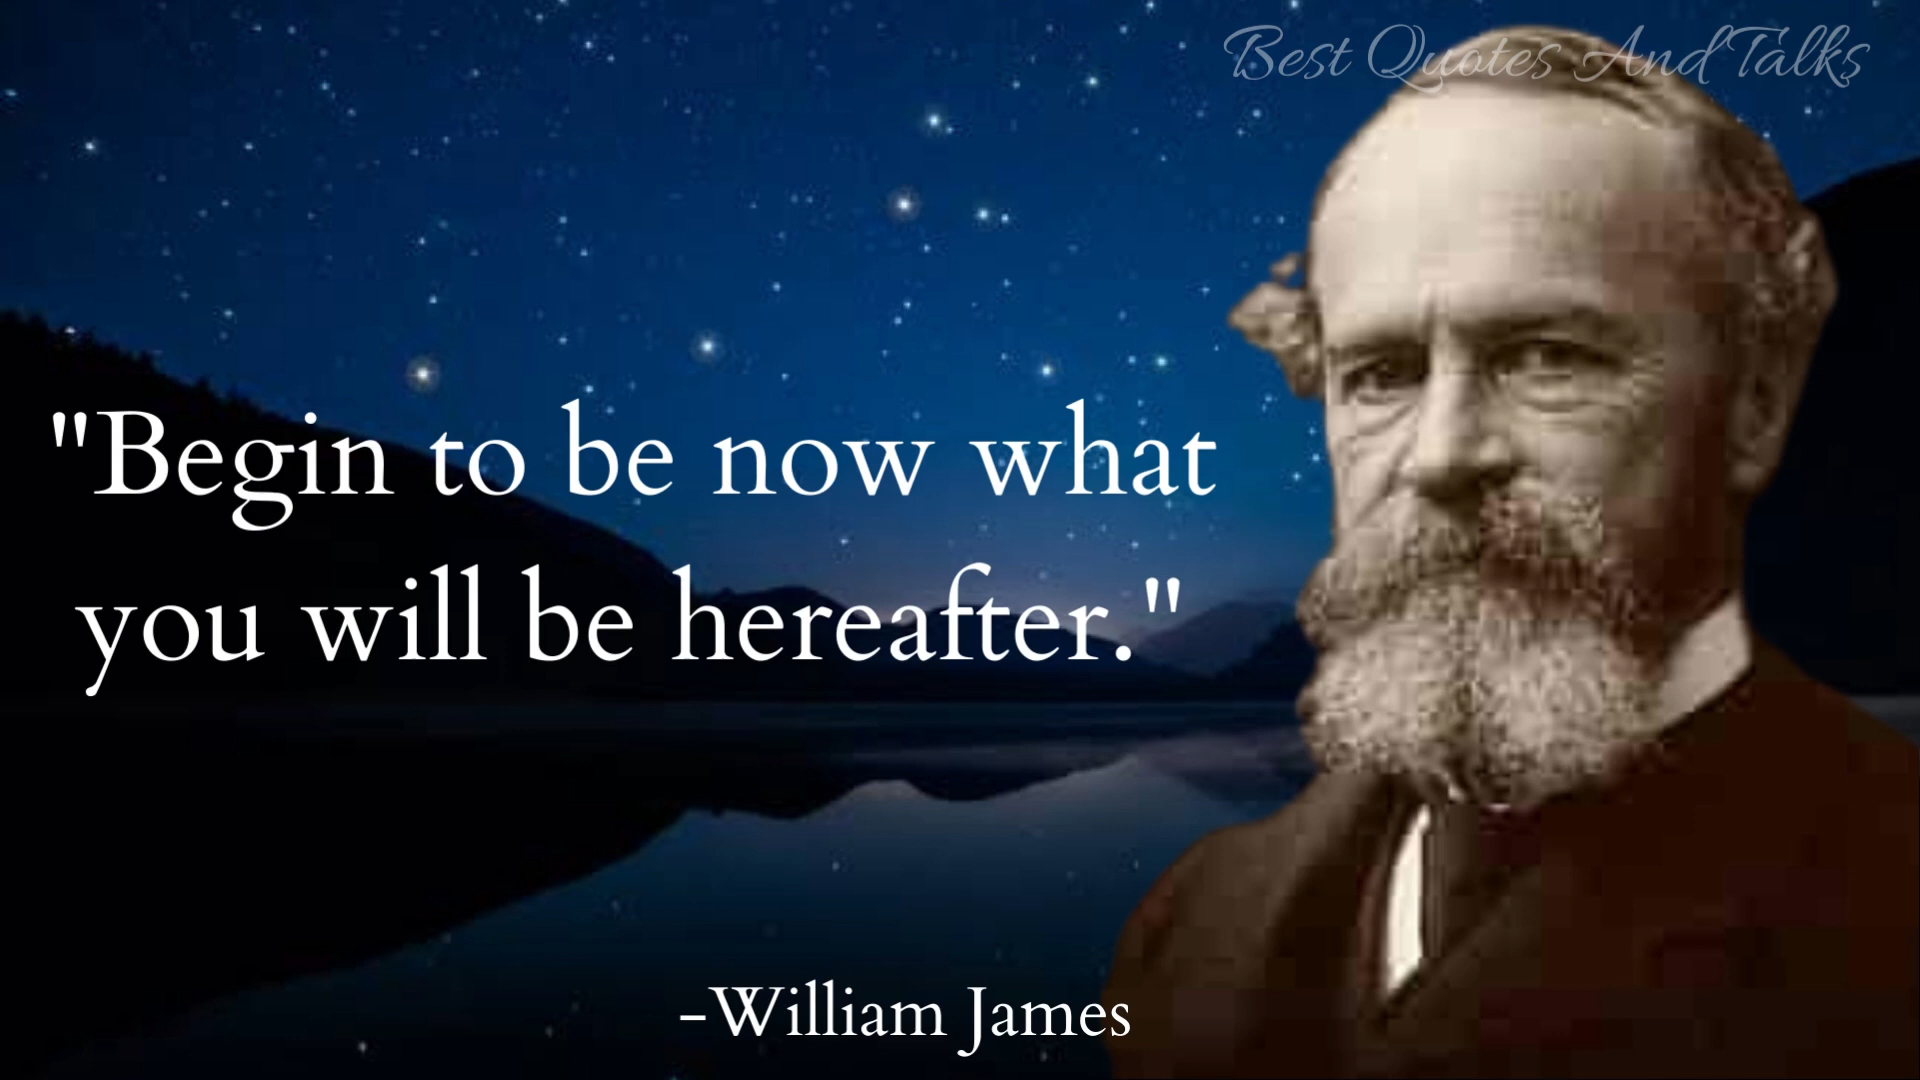 Best Quotes And Talks
"Begin to be now what
you will be hereafter."
-William James